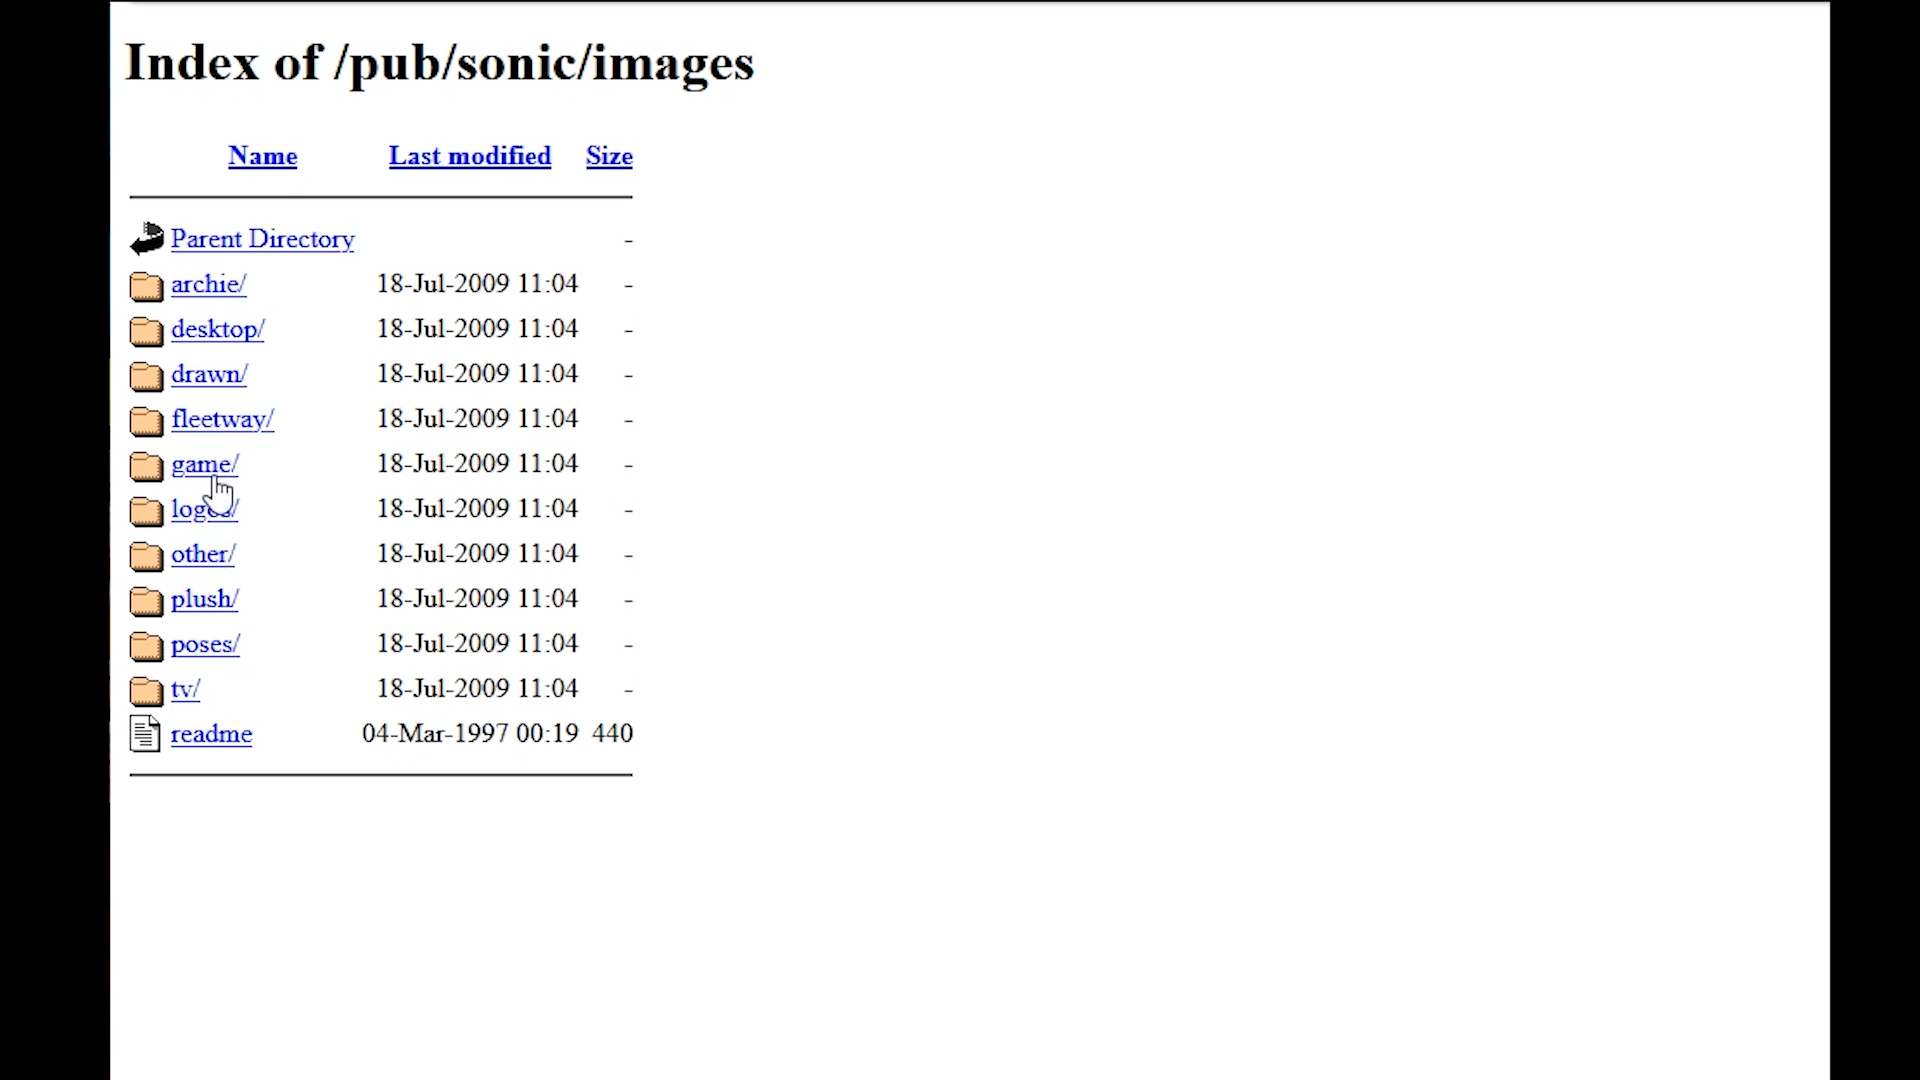 Index of /pub/sonic/images
Name Last modified Size
Parent Directory -
archie/ 18-Jul-2009 11:04 -
desktop/ 18-Jul-2009 11:04 -
drawn/ 18-Jul-2009 11:04 -
fleetway/ 18-Jul-2009 11:04 -
game/ 18-Jul-2009 11:04 -
logos/ 18-Jul-2009 11:04 -
other/ 18-Jul-2009 11:04 -
plush/ 18-Jul-2009 11:04 -
poses/ 18-Jul-2009 11:04 -
tv/ 18-Jul-2009 11:04 -
readme 04-Mar-1997 00:19 440